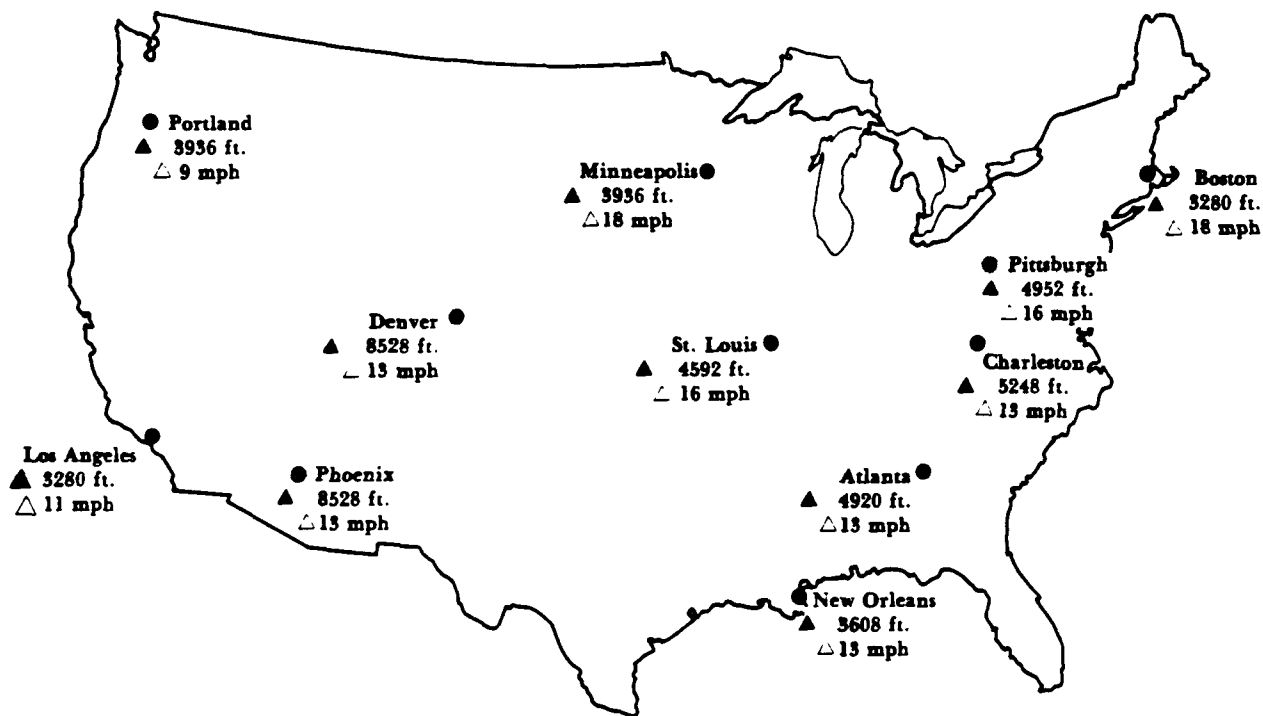 Portland
3936 ft.
9 mph
Minneapolis
3936 ft.
18 mph
Boston
3280 ft.
18 mph
Pittsburgh
4952 ft.
16 mph
Denver
8528 ft.
13 mph
St. Louis
4592 ft.
16 mph
Charleston
5248 ft.
13 mph
Los Angeles
3280 ft.
11 mph
Phoenix
8528 ft.
13 mph
Atlanta
4920 ft.
13 mph
New Orleans
3608 ft.
13 mph